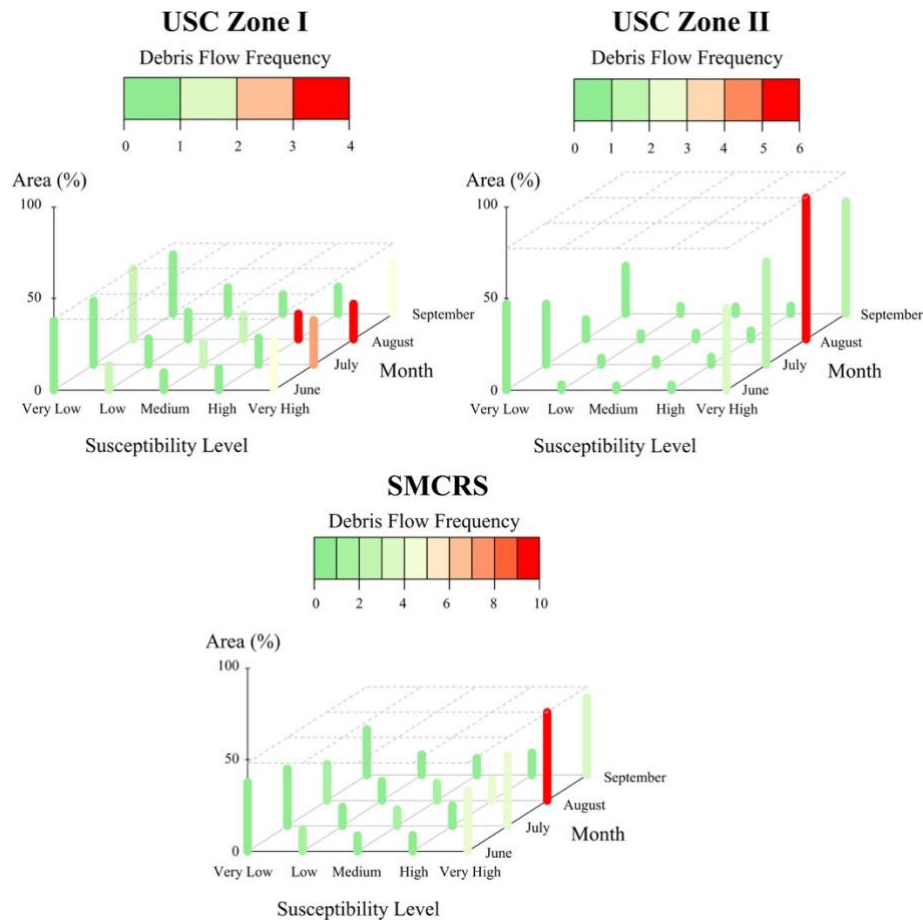 USC Zone I
Debris Flow Frequency
0 1 2 3 4
Area (%)
100
50
0
Very Low Low Medium High Very High
June
July
August
September
Month
Susceptibility Level
USC Zone II
Debris Flow Frequency
0 1 2 3 4 5 6
Area (%)
100
50
0
Very Low Low Medium High Very High
June
July
August
September
Month
Susceptibility Level
SMCRS
Debris Flow Frequency
0 2 4 6 8 10
Area (%)
100
50
0
Very Low Low Medium High Very High
June
July
August
September
Month
Susceptibility Level